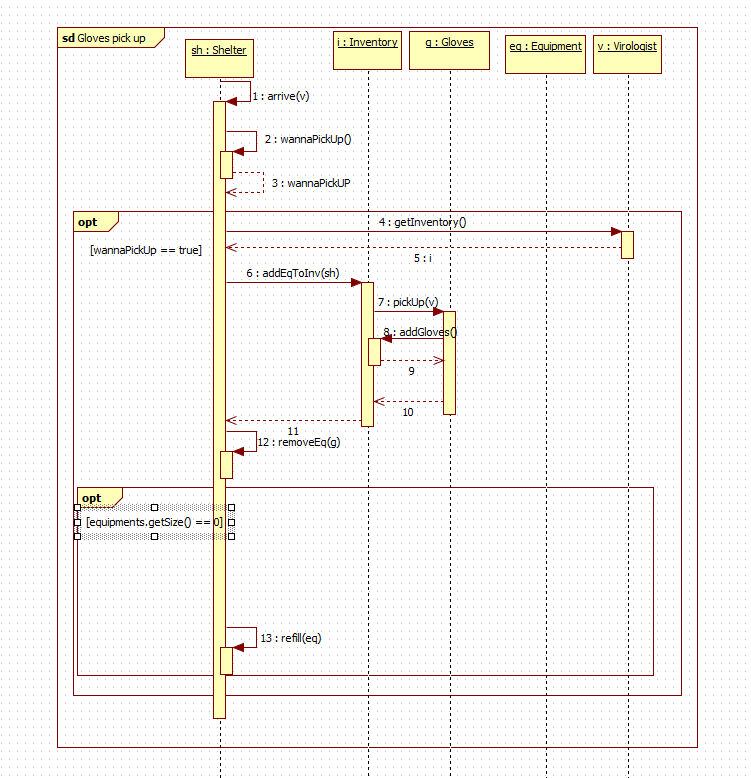 sd Gloves pick up
sh : Shelter
i : Inventory
g : Gloves
eq : Equipment
v : Virologist
1 : arrive(v)
2 : wannaPickUp()
3 : wannaPickUP
opt
4 : getInventory()
[wannaPickUp == true]
5 : i
6 : addEqToInv(sh)
7 : pickUp(v)
8 : addGloves()
9
10
11
12 : removeEq(g)
opt
[equipments.getSize() == 0]
13 : refill(eq)